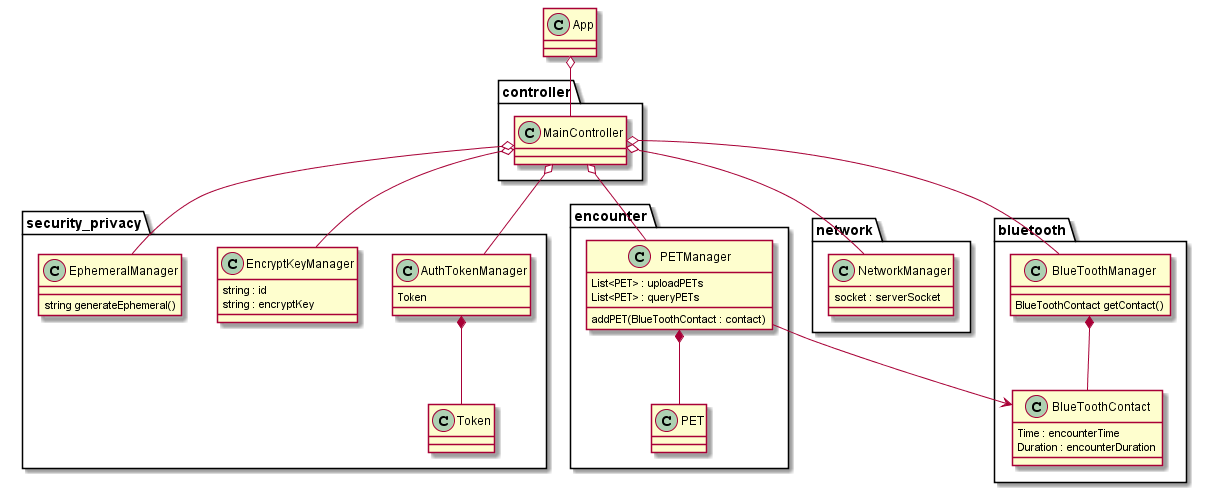 C App
controller
C MainController
security_privacy
C EphemeralManager
string generateEphemeral()
C EncryptKeyManager
string : id
string : encryptKey
C AuthTokenManager
Token
C Token
encounter
C PETManager
List<PET> : uploadPETs
List<PET> : queryPETs
addPET(BlueToothContact : contact)
C PET
network
C NetworkManager
socket : serverSocket
bluetooth
C BlueToothManager
BlueToothContact getContact()
C BlueToothContact
Time : encounterTime
Duration : encounterDuration